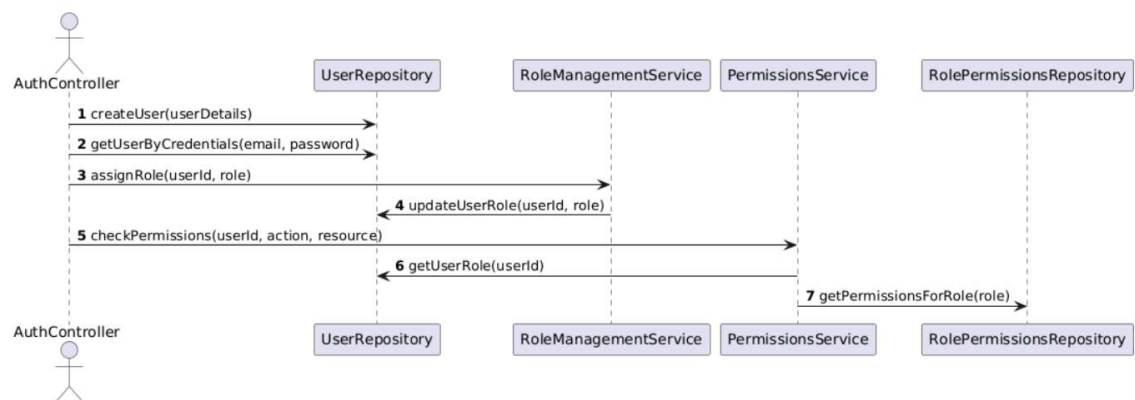 AuthController
UserRepository
RoleManagementService
PermissionsService
RolePermissionsRepository
1 createUser(userDetails)
2 getUserByCredentials(email, password)
3 assignRole(userId, role)
4 updateUserRole(userId, role)
5 checkPermissions(userId, action, resource)
6 getUserRole(userId)
7 getPermissionsForRole(role)
AuthController
UserRepository
RoleManagementService
PermissionsService
RolePermissionsRepository